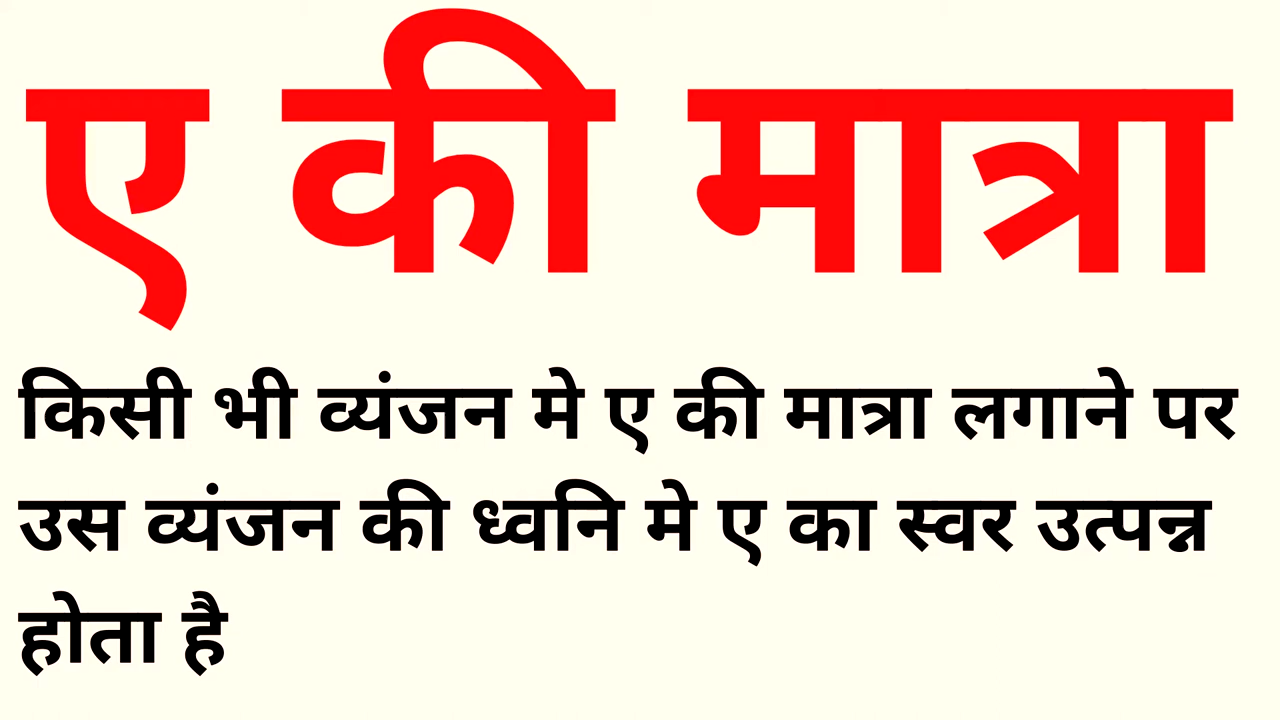 ए की मात्रा
किसी भी व्यंजन मे ए की मात्रा लगाने पर
उस व्यंजन की ध्वनि मे ए का स्वर उत्पन्न
होता है